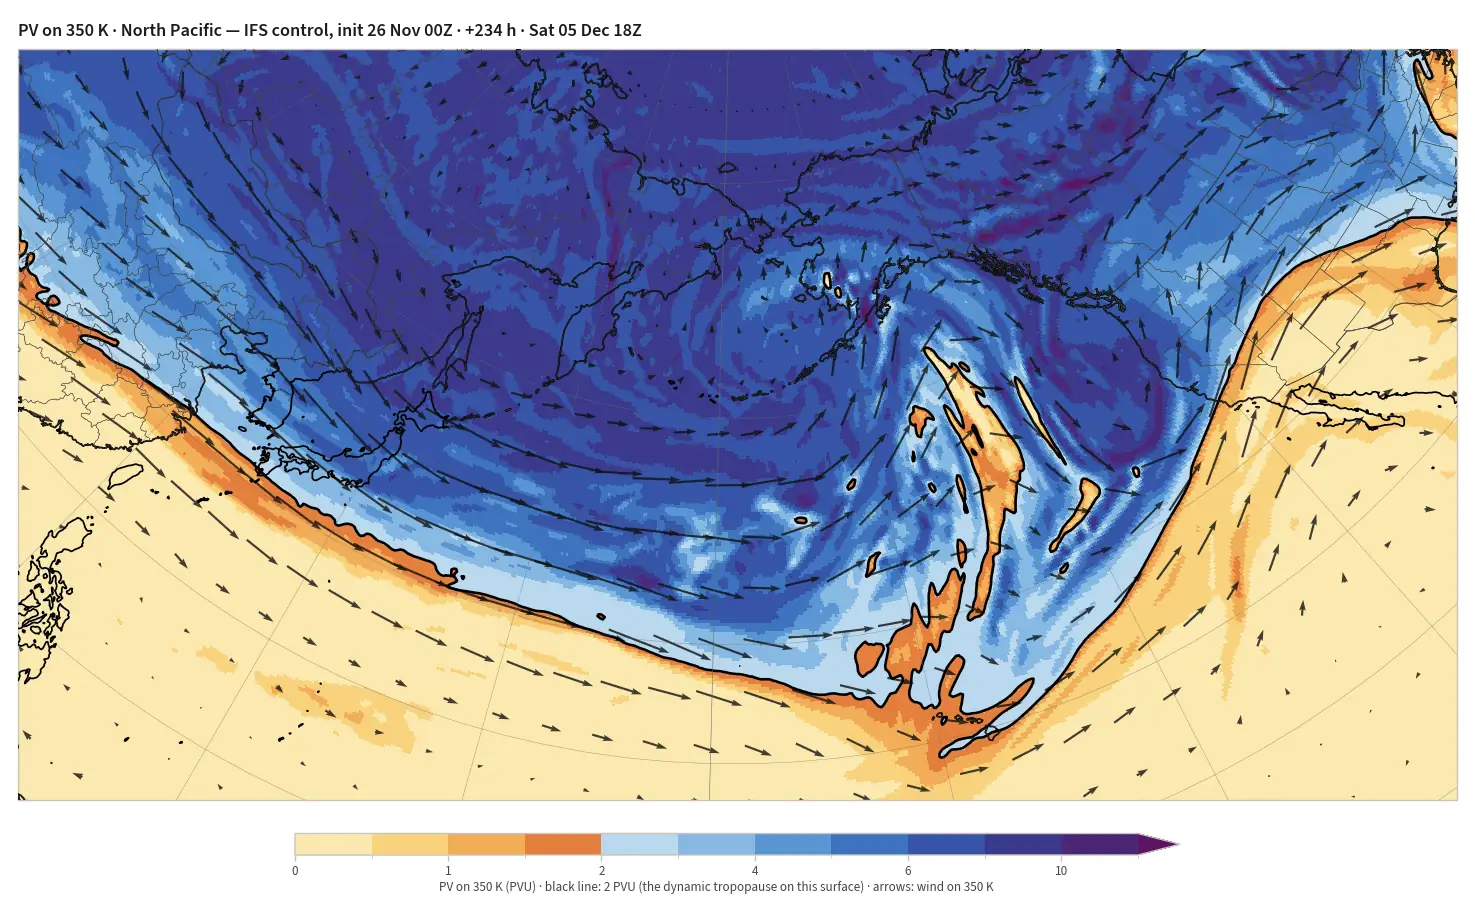 PV on 350 K · North Pacific — IFS control, init 26 Nov 00Z · +234 h · Sat 05 Dec 18Z
0 1 2 4 6 10
PV on 350 K (PVU) · black line: 2 PVU (the dynamic tropopause on this surface) · arrows: wind on 350 K